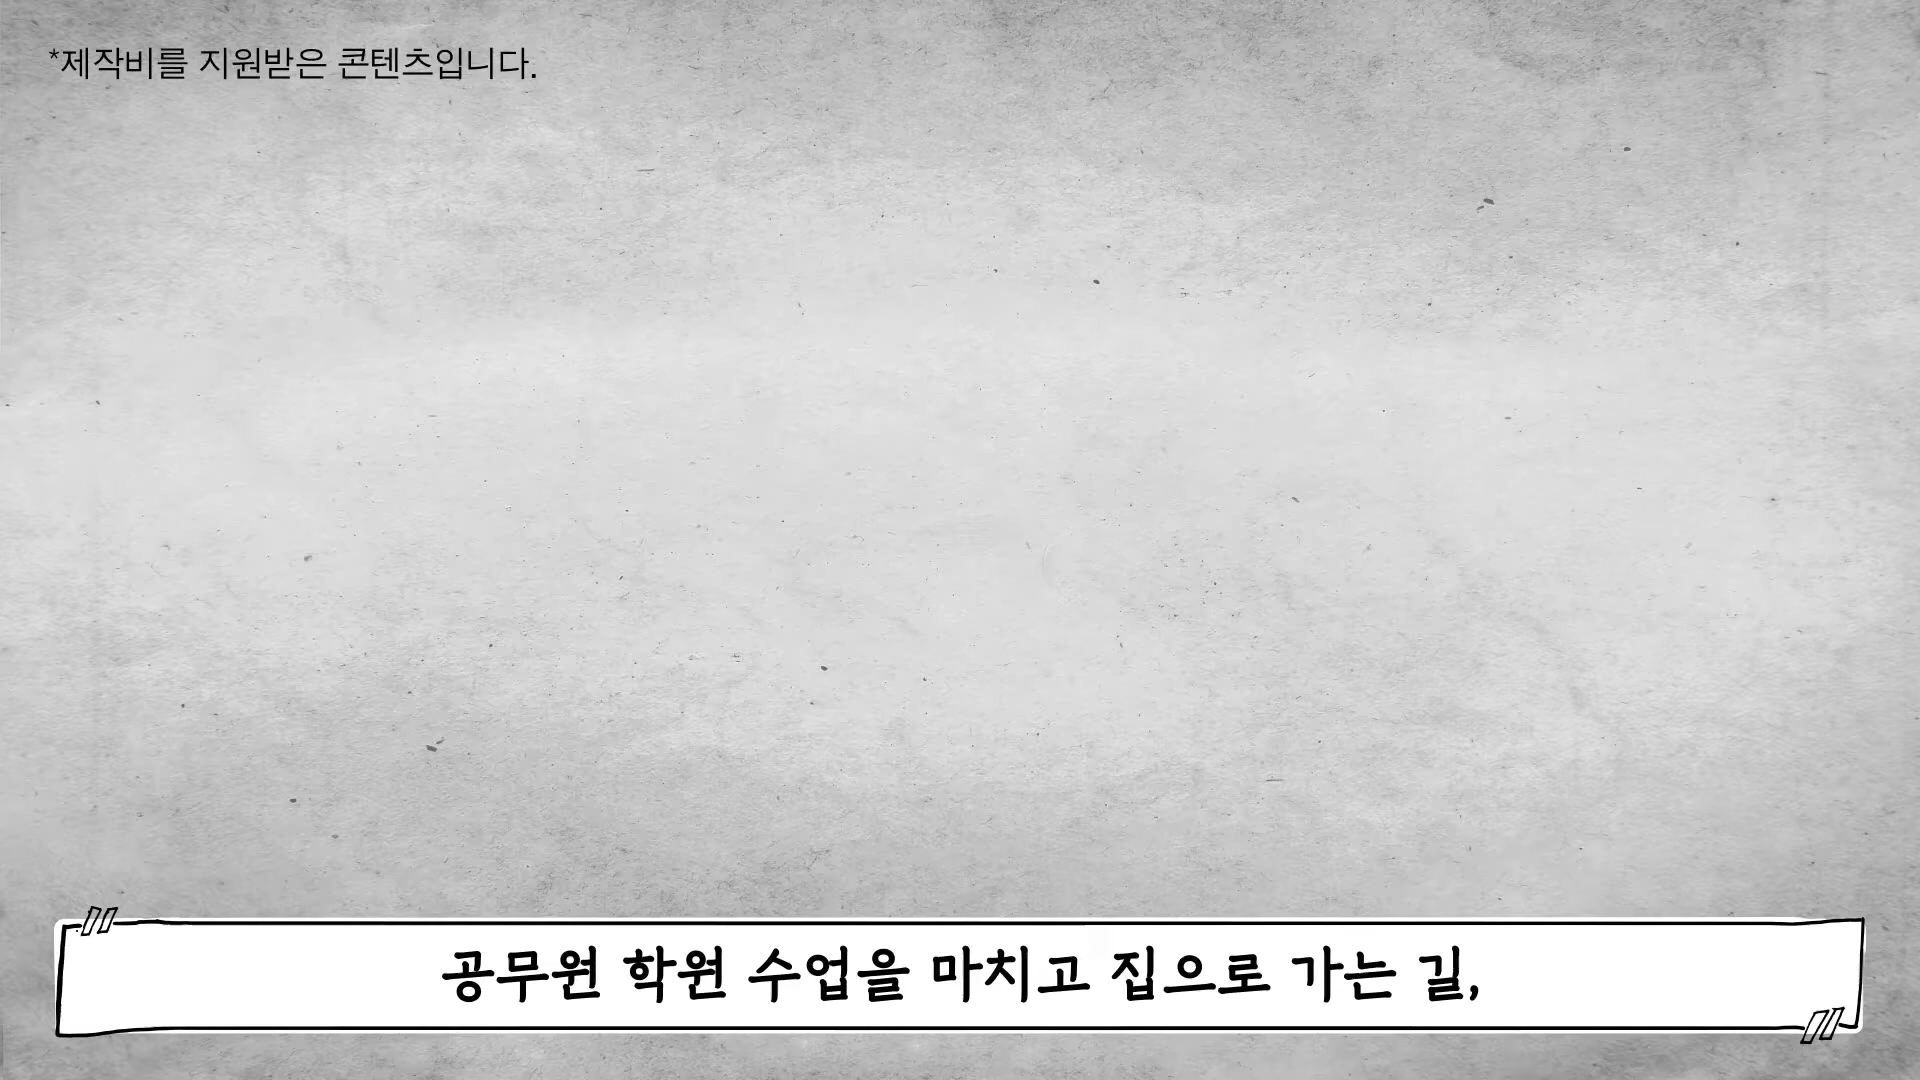 *제작비를 지원받은 콘텐츠입니다.
공무원 학원 수업을 마치고 집으로 가는 길,